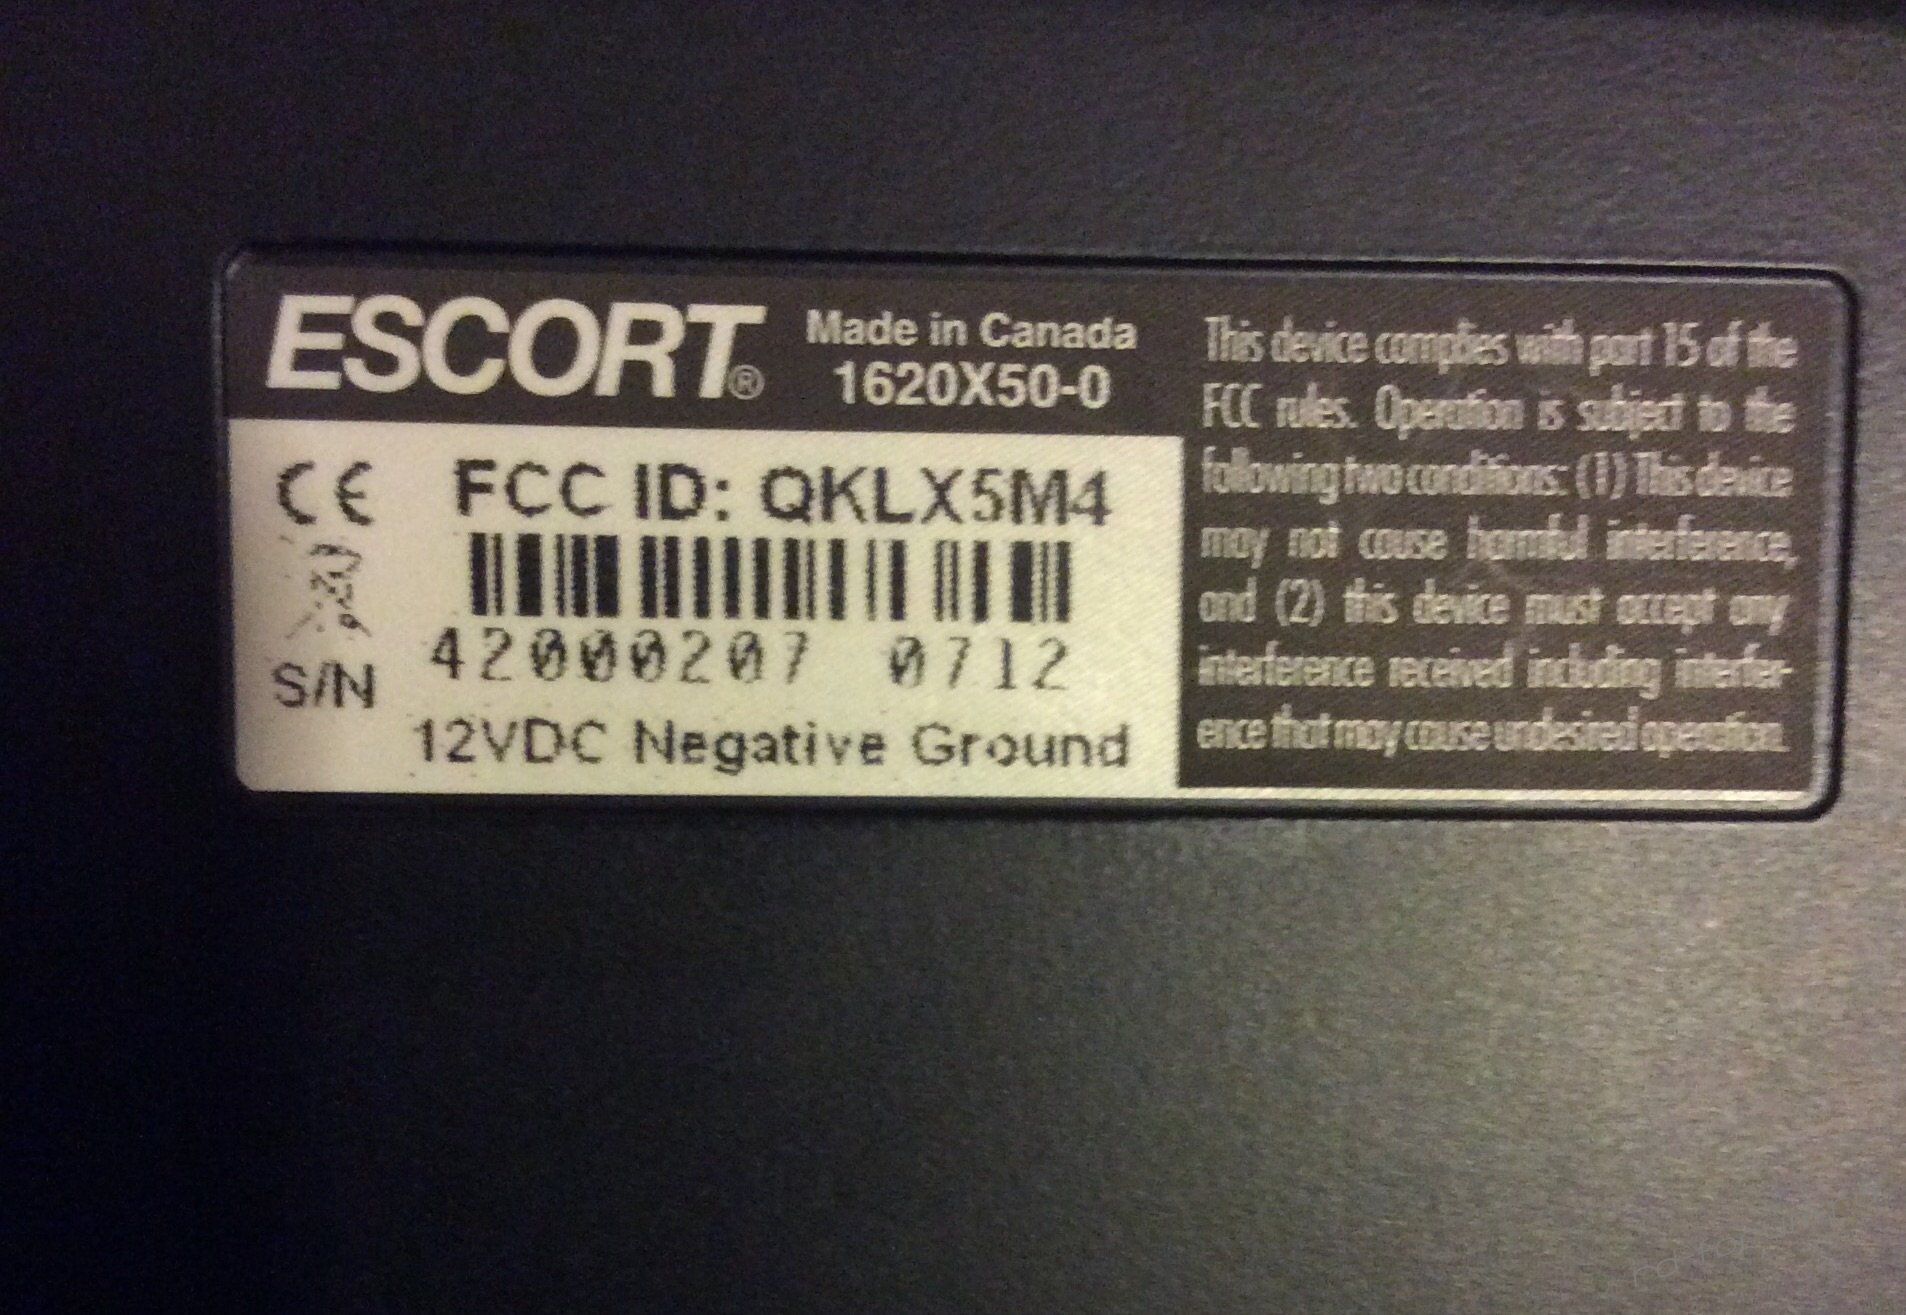 ESCORT®
Made in Canada
1620X50-0
CE
FCC ID: QKLX5M4
S/N
42000207 0712
12VDC Negative Ground
This device complies with part 15 of the
FCC rules. Operation is subject to the
following two conditions: (1) This device
may not cause harmful interference,
and (2) this device must accept any
interference received including interfer-
ence that may cause undesired operation.